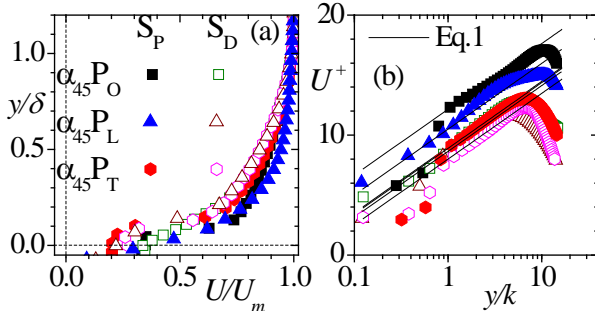 S_P S_D (a)
α_45P_O
α_45P_L
α_45P_T
y/δ
1.0
0.5
0.0
0.0 0.5 1.0
U/U_m
20
10
0
U^+
Eq.1
(b)
0.1 1 10
y/k